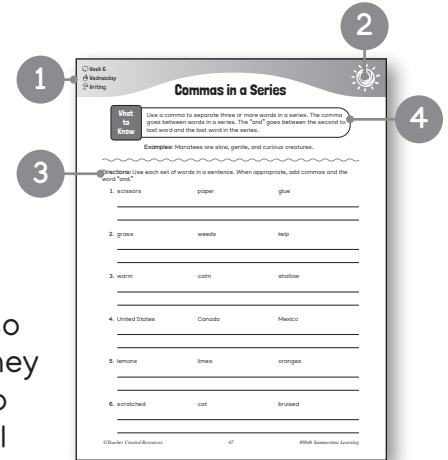 2
1
Week 6
Wednesday
Writing
Commas in a Series
What to Know
Use a comma to separate three or more words in a series. The comma
goes between words in a series. The "and" goes between the second to
last word and the last word in the series.
4
Examples: Manatees are slow, gentle, and curious creatures.
3
Directions: Use each set of words in a sentence. When appropriate, add commas and the
word "and."
1. scissors paper glue
2. grass weeds kelp
3. warm calm shallow
4. United States Canada Mexico
5. lemons limes oranges
6. scratched cat bruised
©Teacher Created Resources 47 #8846 Summertime Learning
so
hey
o
l